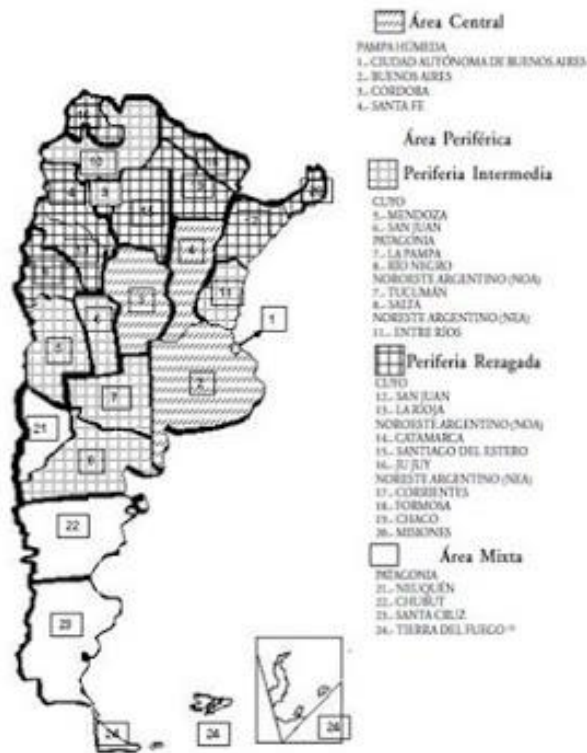 Área Central
PAMPA HÚMEDA
1.- CIUDAD AUTÓNOMA DE BUENOS AIRES
2.- BUENOS AIRES
3.- CORDOBA
4.- SANTA FE
Área Periférica
Periferia Intermedia
CUYO
5.- MENDOZA
6.- SAN JUAN
PATAGONIA
7.- LA PAMPA
8.- RÍO NEGRO
NOROESTE ARGENTINO (NOA)
7.- TUCUMÁN
8.- SALTA
NORESTE ARGENTINO (NEA)
11.- ENTRE RÍOS
Periferia Rezagada
CUYO
12.- SAN JUAN
13.- LA RIOJA
NOROESTE ARGENTINO (NOA)
14.- CATAMARCA
15.- SANTIAGO DEL ESTERO
16.- JUJUY
NORESTE ARGENTINO (NEA)
17.- CORRIENTES
18.- FORMOSA
19.- CHACO
20.- MISIONES
Área Mixta
PATAGONIA
21.- NEUQUÉN
22.- CHUBUT
23.- SANTA CRUZ
24.- TIERRA DEL FUEGO
10
4
11
3
1
5
7
2
21
22
23
24
24
24